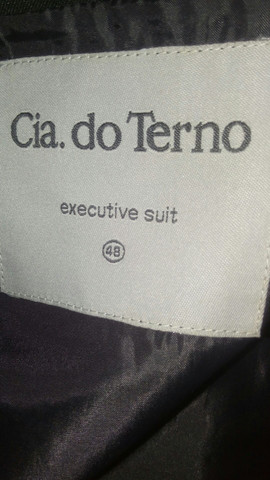 Cia. do Terno
executive suit
48